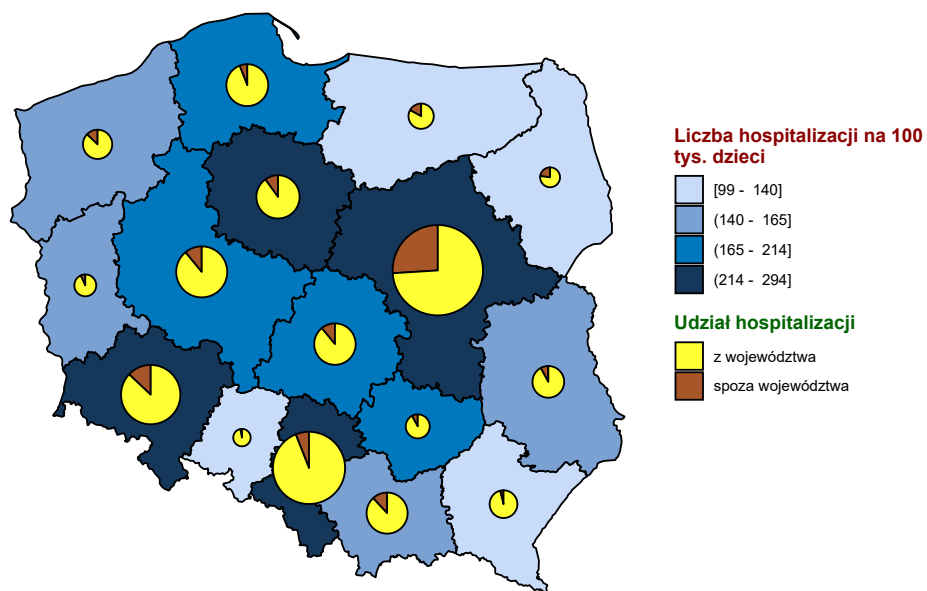 Liczba hospitalizacji na 100
tys. dzieci
[99 - 140]
(140 - 165]
(165 - 214]
(214 - 294]
Udział hospitalizacji
z województwa
spoza województwa